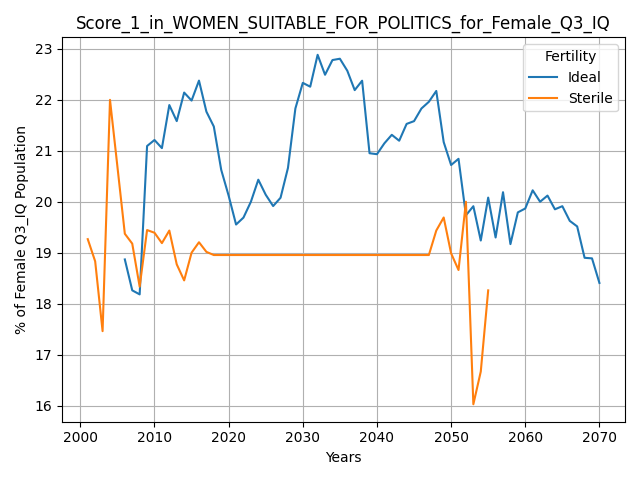 Score_1_in_WOMEN_SUITABLE_FOR_POLITICS_for_Female_Q3_IQ
% of Female Q3_IQ Population
23
22
21
20
19
18
17
16
Fertility
Ideal
Sterile
2000 2010 2020 2030 2040 2050 2060 2070
Years